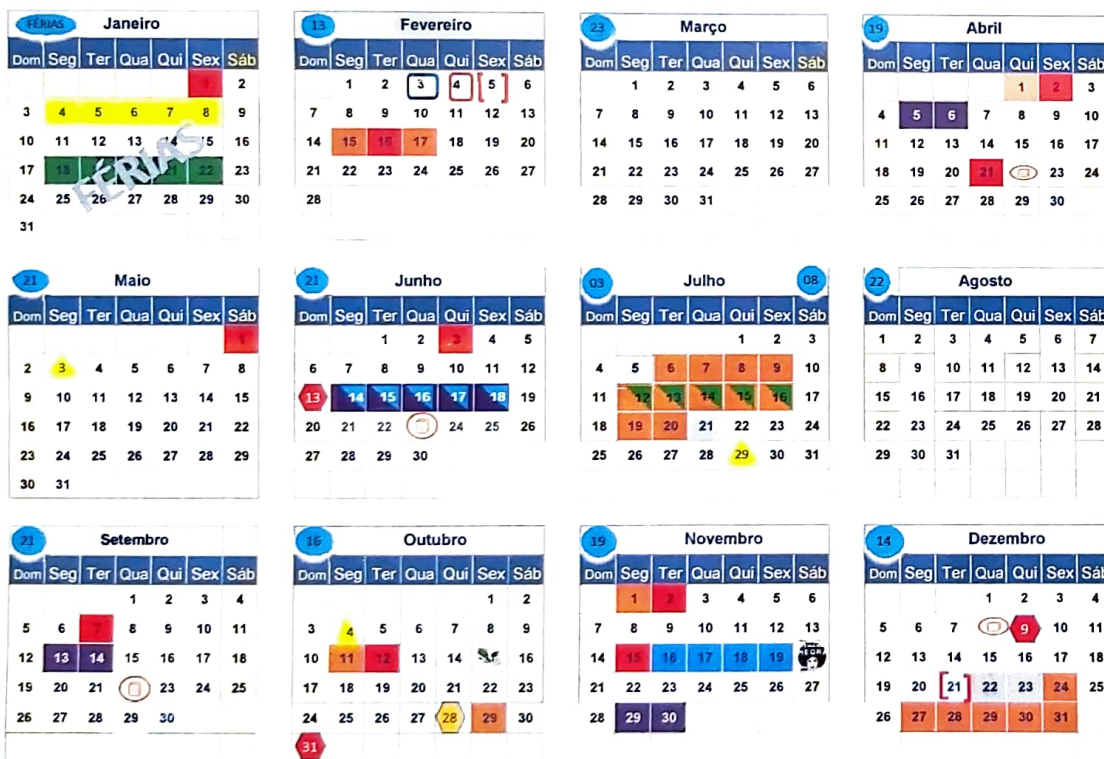 FÉRIAS Janeiro
Dom Seg Ter Qua Qui Sex Sáb
1 2
3 4 5 6 7 8 9
10 11 12 13 14 15 16
17 18 21 22 23
24 25 26 27 28 29 30
31
FÉRIAS
13 Fevereiro
Dom Seg Ter Qua Qui Sex Sáb
1 2 3 4 5 6
7 8 9 10 11 12 13
14 15 16 17 18 19 20
21 22 23 24 25 26 27
28
23 Março
Dom Seg Ter Qua Qui Sex Sáb
1 2 3 4 5 6
7 8 9 10 11 12 13
14 15 16 17 18 19 20
21 22 23 24 25 26 27
28 29 30 31
19 Abril
Dom Seg Ter Qua Qui Sex Sáb
1 2 3
4 5 6 7 8 9 10
11 12 13 14 15 16 17
18 19 20 21 23 24
25 26 27 28 29 30
21 Maio
Dom Seg Ter Qua Qui Sex Sáb
1
2 3 4 5 6 7 8
9 10 11 12 13 14 15
16 17 18 19 20 21 22
23 24 25 26 27 28 29
30 31
21 Junho
Dom Seg Ter Qua Qui Sex Sáb
1 2 3 4 5
6 7 8 9 10 11 12
13 14 15 16 17 18 19
20 21 22 24 25 26
27 28 29 30
03 Julho 08
Dom Seg Ter Qua Qui Sex Sáb
1 2 3
4 5 6 7 8 9 10
11 12 13 14 15 16 17
18 19 20 21 22 23 24
25 26 27 28 29 30 31
22 Agosto
Dom Seg Ter Qua Qui Sex Sáb
1 2 3 4 5 6 7
8 9 10 11 12 13 14
15 16 17 18 19 20 21
22 23 24 25 26 27 28
29 30 31
21 Setembro
Dom Seg Ter Qua Qui Sex Sáb
1 2 3 4
5 6 7 8 9 10 11
12 13 14 15 16 17 18
19 20 21 23 24 25
26 27 28 29 30
16 Outubro
Dom Seg Ter Qua Qui Sex Sáb
1 2
3 4 5 6 7 8 9
10 11 12 13 14 16
17 18 19 20 21 22 23
24 25 26 27 28 29 30
31
19 Novembro
Dom Seg Ter Qua Qui Sex Sáb
1 2 3 4 5 6
7 8 9 10 11 12 13
14 15 16 17 18 19
21 22 23 24 25 26 27
28 29 30
14 Dezembro
Dom Seg Ter Qua Qui Sex Sáb
1 2 3 4
5 6 7 9 10 11
12 13 14 15 16 17 18
19 20 21 22 23 24 25
26 27 28 29 30 31